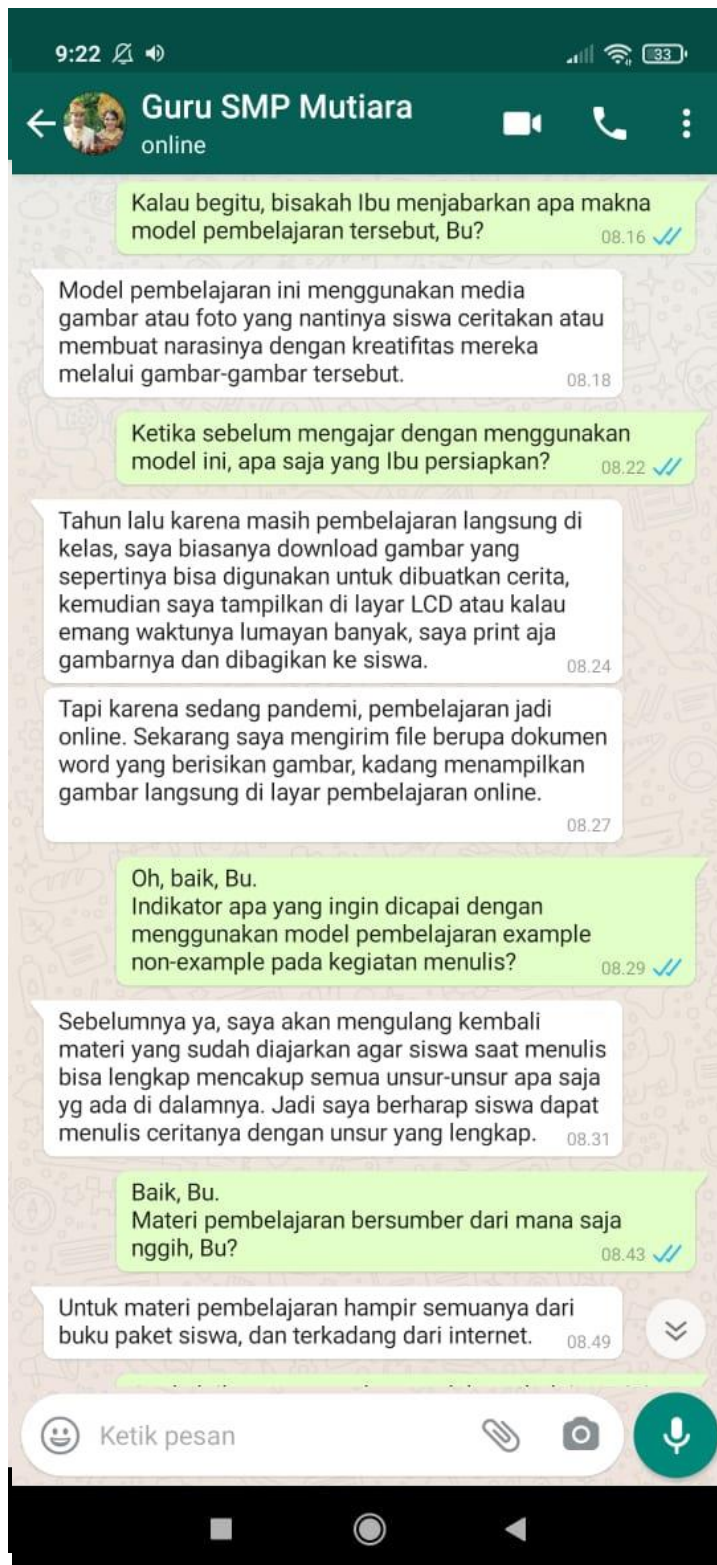 9:22
33
Guru SMP Mutiara
online
Kalau begitu, bisakah Ibu menjabarkan apa makna
model pembelajaran tersebut, Bu?
08.16
Model pembelajaran ini menggunakan media
gambar atau foto yang nantinya siswa ceritakan atau
membuat narasinya dengan kreatifitas mereka
melalui gambar-gambar tersebut.
08.18
Ketika sebelum mengajar dengan menggunakan
model ini, apa saja yang Ibu persiapkan?
08.22
Tahun lalu karena masih pembelajaran langsung di
kelas, saya biasanya download gambar yang
sepertinya bisa digunakan untuk dibuatkan cerita,
kemudian saya tampilkan di layar LCD atau kalau
emang waktunya lumayan banyak, saya print aja
gambarnya dan dibagikan ke siswa.
08.24
Tapi karena sedang pandemi, pembelajaran jadi
online. Sekarang saya mengirim file berupa dokumen
word yang berisikan gambar, kadang menampilkan
gambar langsung di layar pembelajaran online.
08.27
Oh, baik, Bu.
Indikator apa yang ingin dicapai dengan
menggunakan model pembelajaran example
non-example pada kegiatan menulis?
08.29
Sebelumnya ya, saya akan mengulang kembali
materi yang sudah diajarkan agar siswa saat menulis
bisa lengkap mencakup semua unsur-unsur apa saja
yg ada di dalamnya. Jadi saya berharap siswa dapat
menulis ceritanya dengan unsur yang lengkap.
08.31
Baik, Bu.
Materi pembelajaran bersumber dari mana saja
nggih, Bu?
08.43
Untuk materi pembelajaran hampir semuanya dari
buku paket siswa, dan terkadang dari internet.
08.49
Ketik pesan